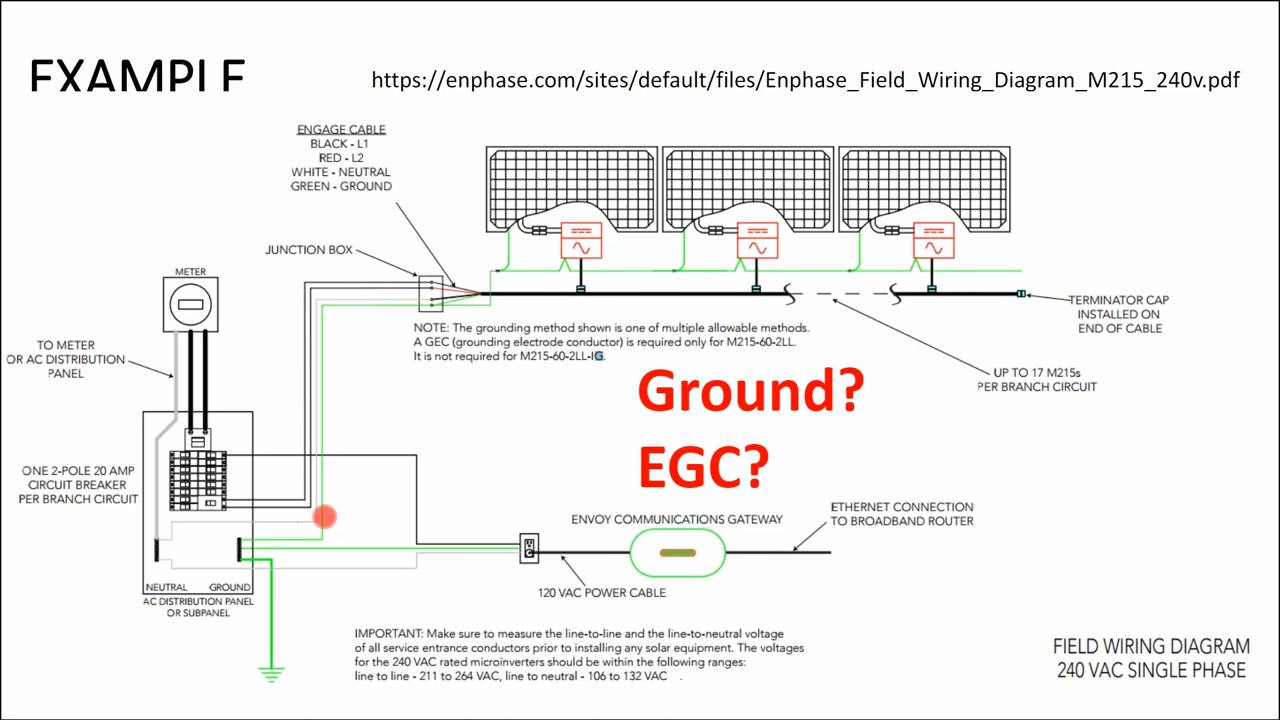 EXAMPLE
https://enphase.com/sites/default/files/Enphase_Field_Wiring_Diagram_M215_240v.pdf
ENGAGE CABLE
BLACK - L1
RED - L2
WHITE - NEUTRAL
GREEN - GROUND
JUNCTION BOX
METER
TERMINATOR CAP
INSTALLED ON
END OF CABLE
NOTE: The grounding method shown is one of multiple allowable methods.
A GEC (grounding electrode conductor) is required only for M215-60-2LL.
It is not required for M215-60-2LL-IG.
TO METER
OR AC DISTRIBUTION
PANEL
UP TO 17 M215s
PER BRANCH CIRCUIT
Ground?
EGC?
ONE 2-POLE 20 AMP
CIRCUIT BREAKER
PER BRANCH CIRCUIT
ETHERNET CONNECTION
TO BROADBAND ROUTER
ENVOY COMMUNICATIONS GATEWAY
120 VAC POWER CABLE
NEUTRAL GROUND
AC DISTRIBUTION PANEL
OR SUBPANEL
IMPORTANT: Make sure to measure the line-to-line and the line-to-neutral voltage
of all service entrance conductors prior to installing any solar equipment. The voltages
for the 240 VAC rated microinverters should be within the following ranges:
line to line - 211 to 264 VAC, line to neutral - 106 to 132 VAC .
FIELD WIRING DIAGRAM
240 VAC SINGLE PHASE